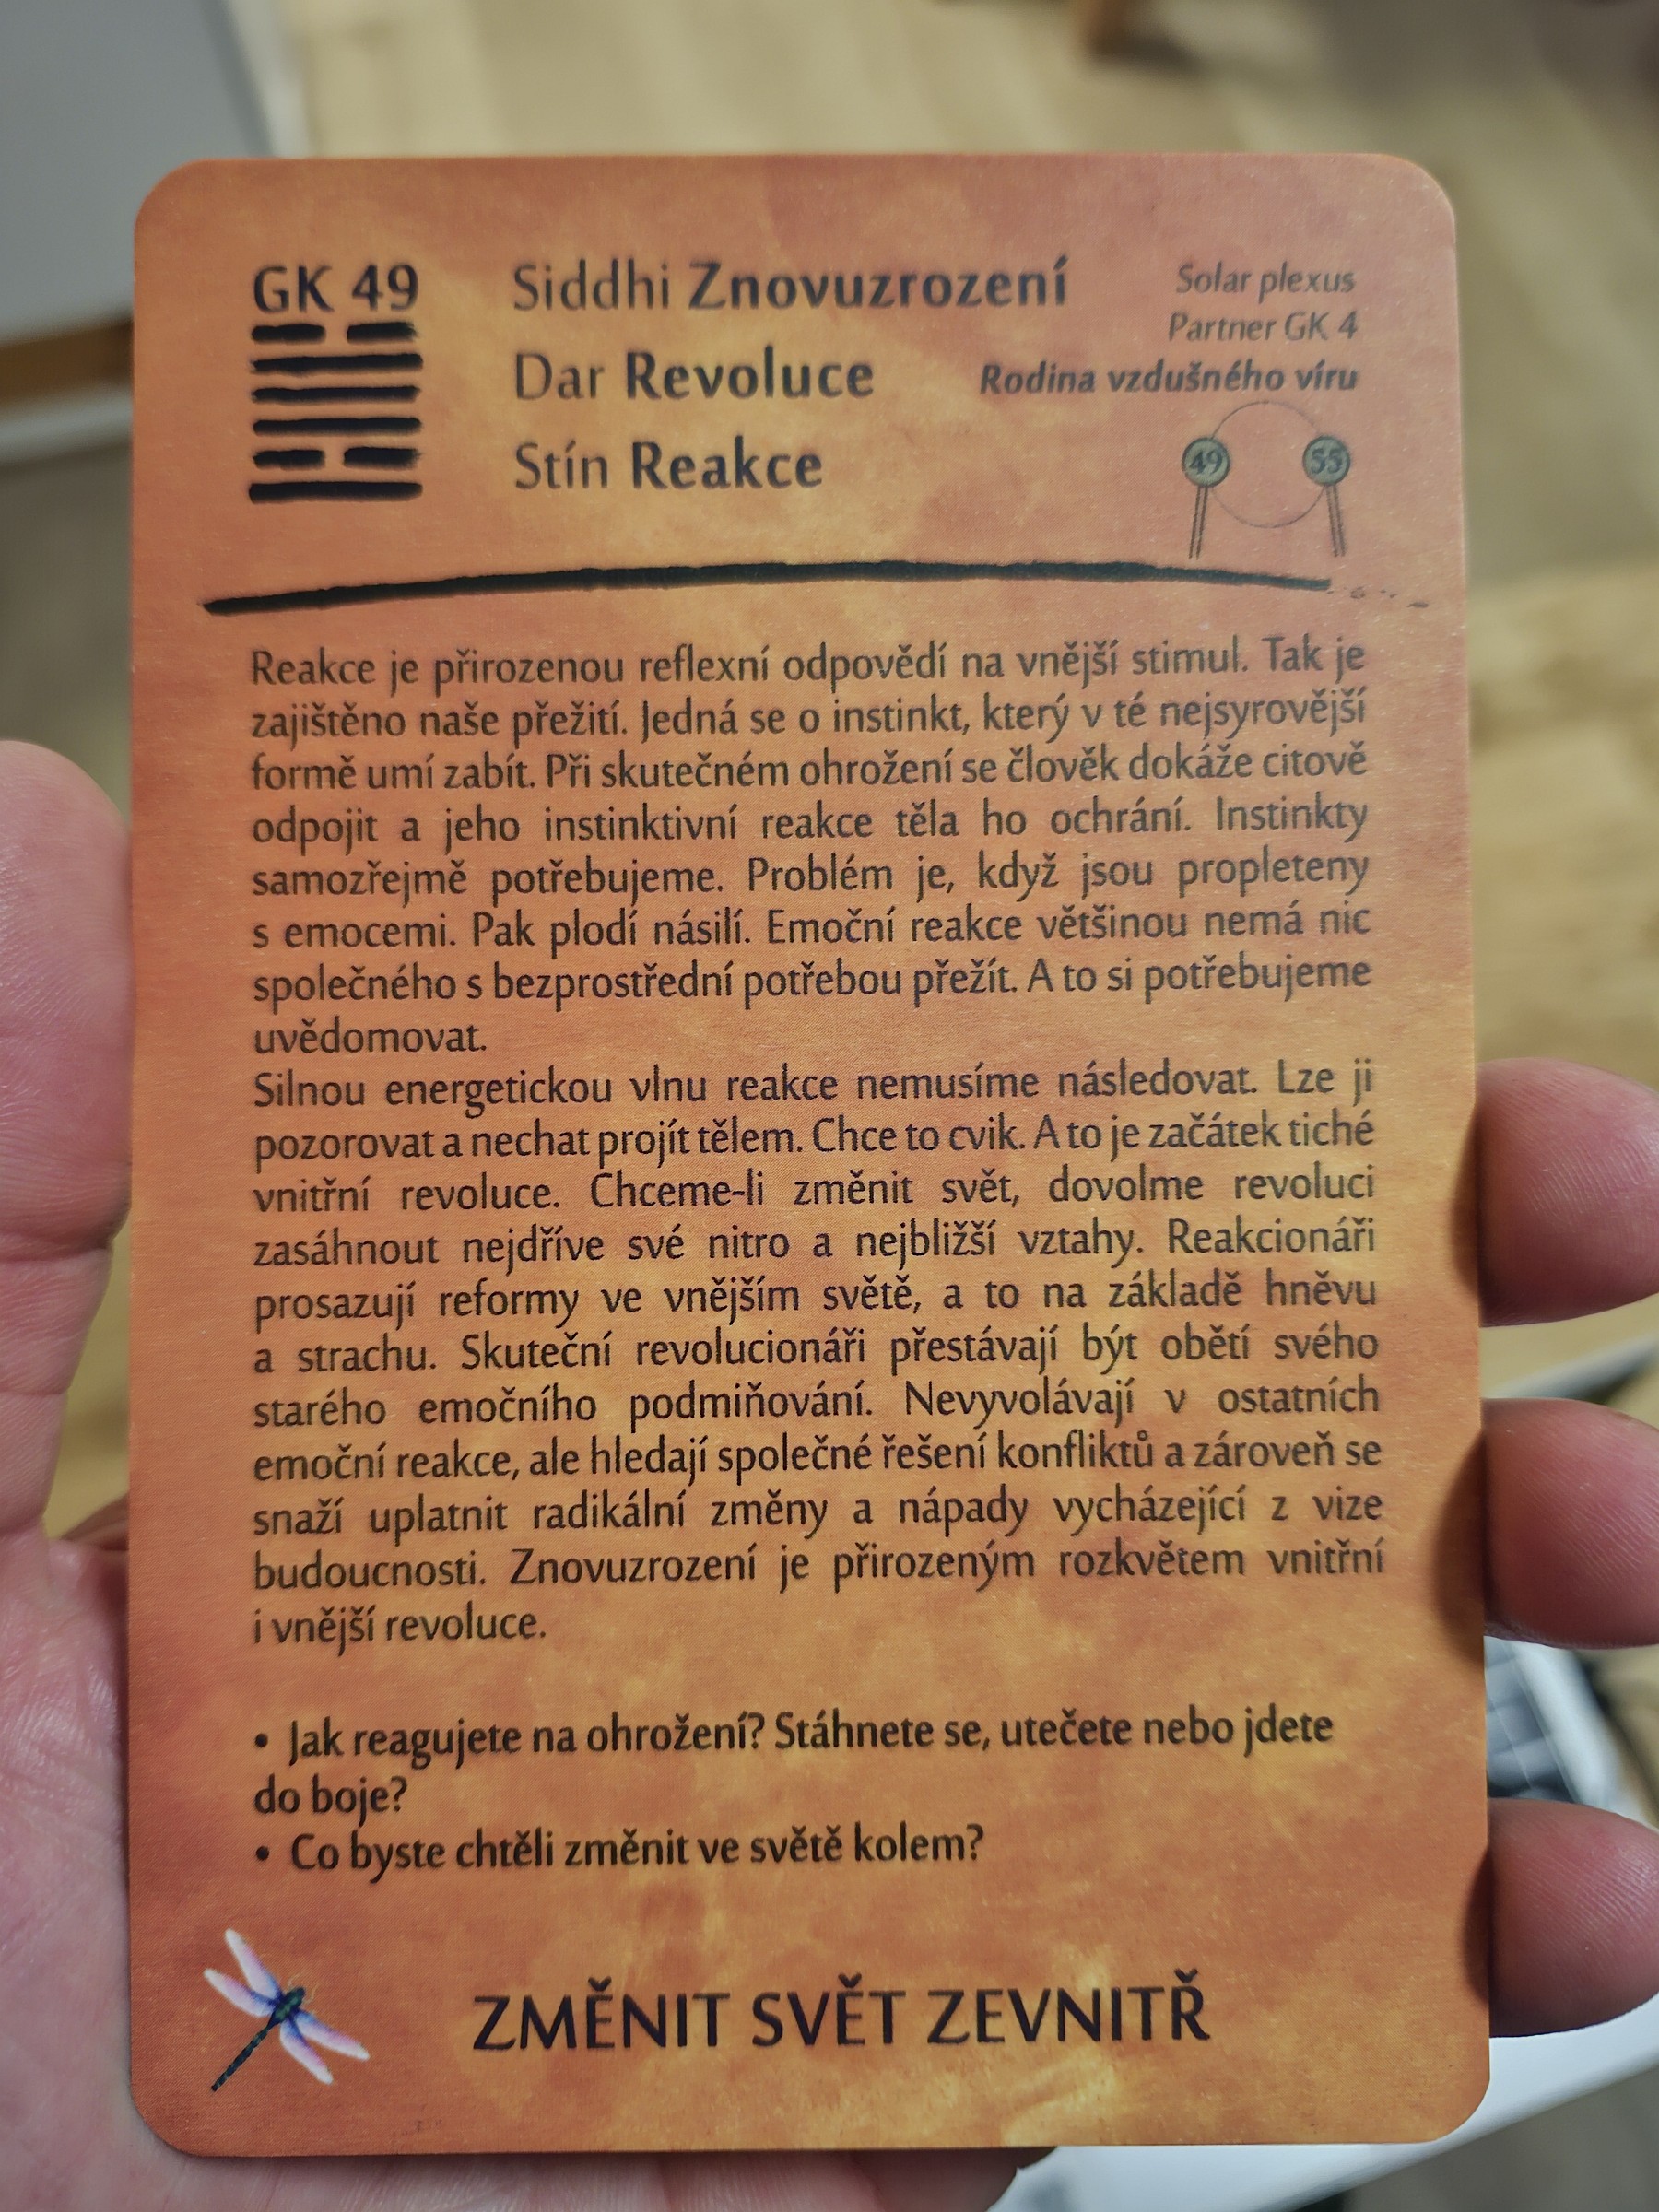 GK 49
Siddhi Znovuzrození
Dar Revoluce
Stín Reakce
Solar plexus
Partner GK 4
Rodina vzdušného víru
49 55
Reakce je přirozenou reflexní odpovědí na vnější stimul. Tak je
zajištěno naše přežití. Jedná se o instinkt, který v té nejsyrovější
formě umí zabít. Při skutečném ohrožení se člověk dokáže citově
odpojit a jeho instinktivní reakce těla ho ochrání. Instinkty
samozřejmě potřebujeme. Problém je, když jsou propleteny
s emocemi. Pak plodí násilí. Emoční reakce většinou nemá nic
společného s bezprostřední potřebou přežít. A to si potřebujeme
uvědomovat.
Silnou energetickou vlnu reakce nemusíme následovat. Lze ji
pozorovat a nechat projít tělem. Chce to cvik. A to je začátek tiché
vnitřní revoluce. Chceme-li změnit svět, dovolme revoluci
zasáhnout nejdříve své nitro a nejbližší vztahy. Reakcionáři
prosazují reformy ve vnějším světě, a to na základě hněvu
a strachu. Skuteční revolucionáři přestávají být obětí svého
starého emočního podmiňování. Nevyvolávají v ostatních
emoční reakce, ale hledají společné řešení konfliktů a zároveň se
snaží uplatnit radikální změny a nápady vycházející z vize
budoucnosti. Znovuzrození je přirozeným rozkvětem vnitřní
i vnější revoluce.
• Jak reagujete na ohrožení? Stáhnete se, utečete nebo jdete
do boje?
• Co byste chtěli změnit ve světě kolem?
ZMĚNIT SVĚT ZEVNITŘ